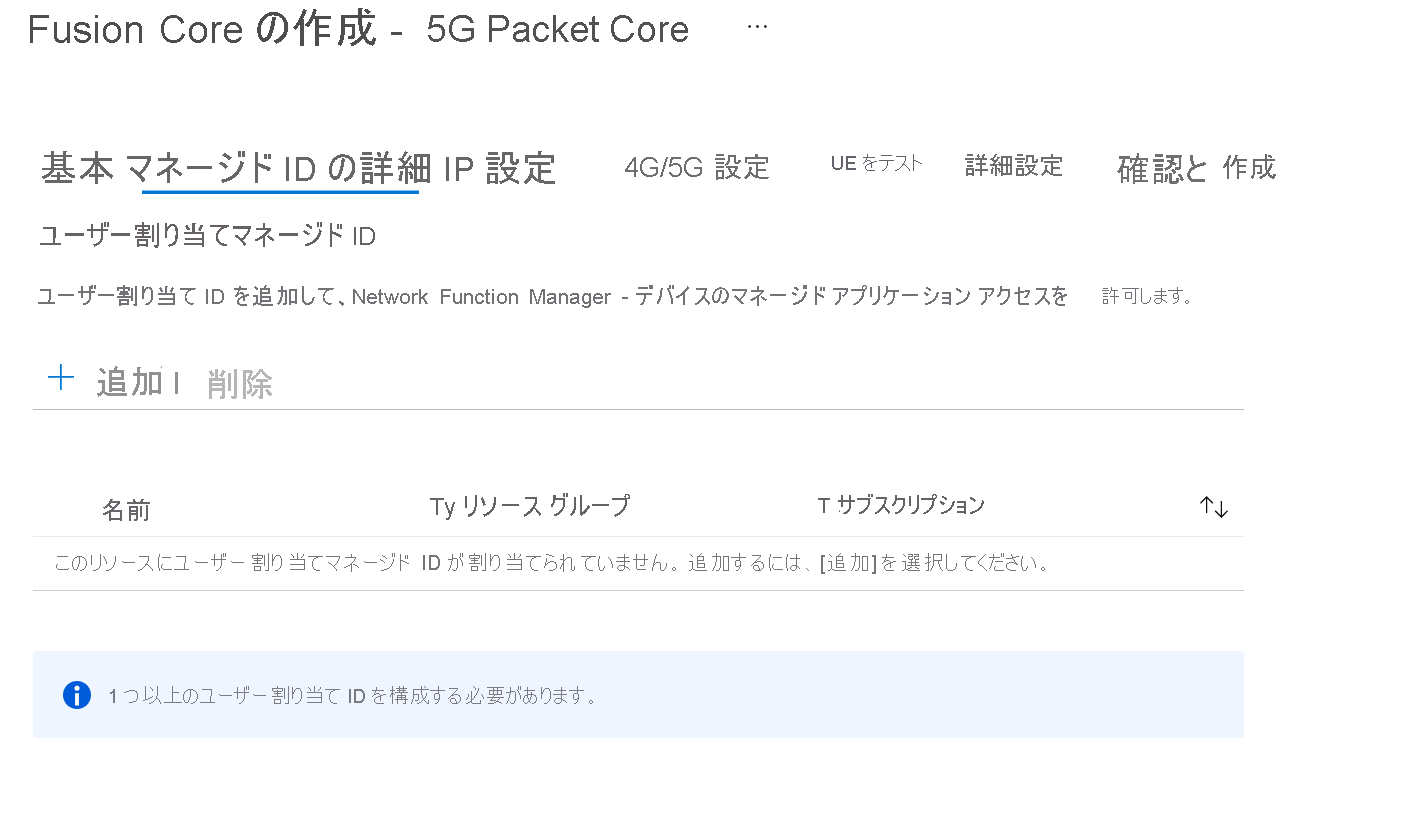 Fusion Core の作成 - 5G Packet Core ...
基本 マネージド ID の詳細 IP 設定 4G/5G 設定 UE をテスト 詳細設定 確認と 作成
ユーザー割り当てマネージド ID
ユーザー割り当て ID を追加して、Network Function Manager - デバイスのマネージド アプリケーション アクセスを 許可します。
+ 追加 | 削除
名前 Ty リソース グループ T サブスクリプション ↑↓
このリソースにユーザー割り当てマネージド ID が割り当てられていません。追加するには、[追加]を選択してください。
1 つ以上のユーザー割り当て ID を構成する必要があります。